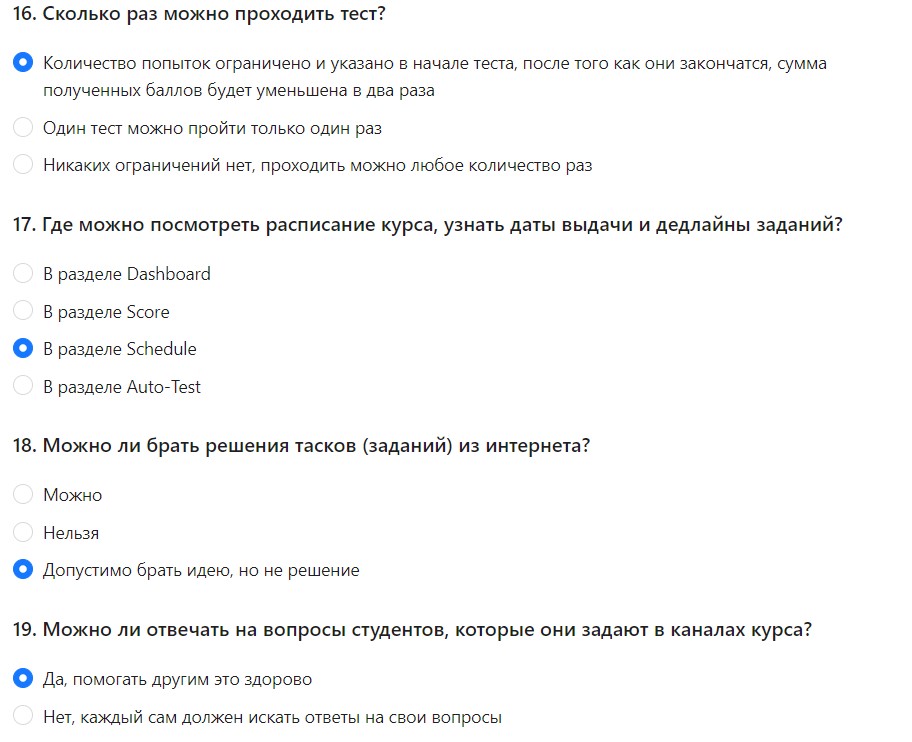 16. Сколько раз можно проходить тест?
Количество попыток ограничено и указано в начале теста, после того как они закончатся, сумма
полученных баллов будет уменьшена в два раза
Один тест можно пройти только один раз
Никаких ограничений нет, проходить можно любое количество раз
17. Где можно посмотреть расписание курса, узнать даты выдачи и дедлайны заданий?
В разделе Dashboard
В разделе Score
В разделе Schedule
В разделе Auto-Test
18. Можно ли брать решения тасков (заданий) из интернета?
Можно
Нельзя
Допустимо брать идею, но не решение
19. Можно ли отвечать на вопросы студентов, которые они задают в каналах курса?
Да, помогать другим это здорово
Нет, каждый сам должен искать ответы на свои вопросы